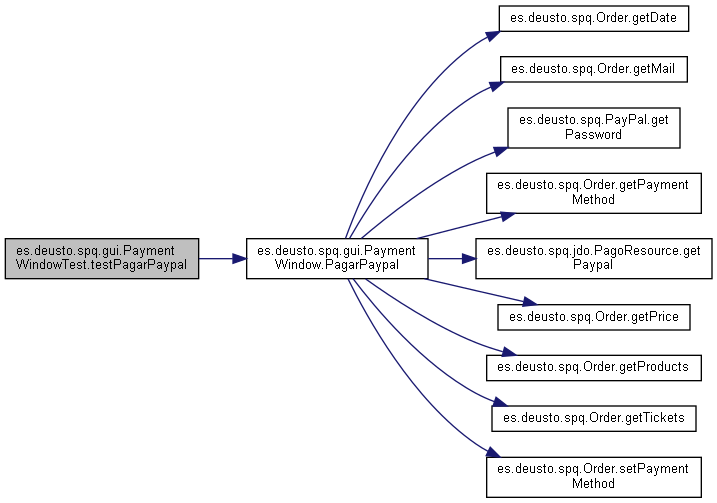 es.deusto.spq.Order.getDate
es.deusto.spq.Order.getMail
es.deusto.spq.PayPal.get
Password
es.deusto.spq.Order.getPayment
Method
es.deusto.spq.gui.Payment
WindowTest.testPagarPaypal
es.deusto.spq.gui.Payment
Window.PagarPaypal
es.deusto.spq.jdo.PagoResource.get
Paypal
es.deusto.spq.Order.getPrice
es.deusto.spq.Order.getProducts
es.deusto.spq.Order.getTickets
es.deusto.spq.Order.setPayment
Method